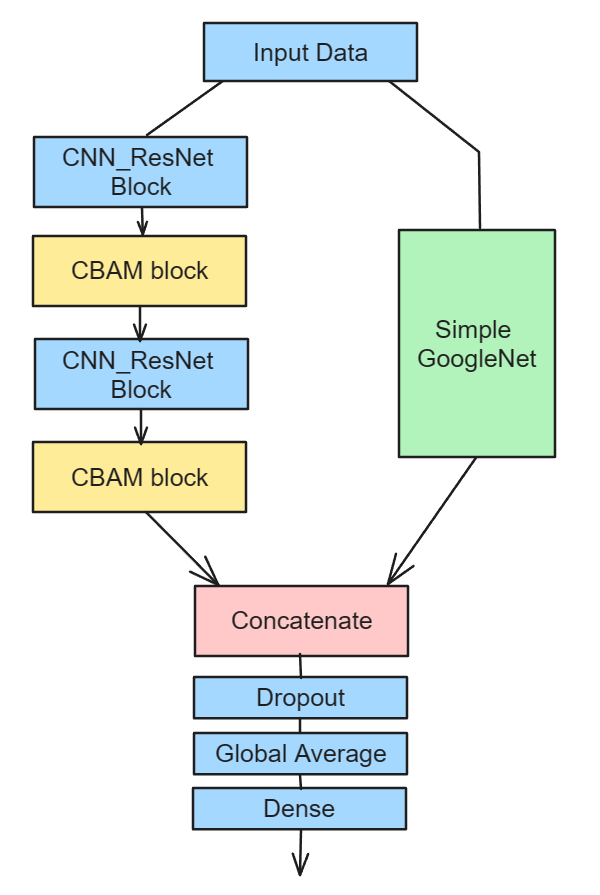 Input Data
CNN_ResNet
Block
CBAM block
CNN_ResNet
Block
CBAM block
Simple
GoogleNet
Concatenate
Dropout
Global Average
Dense